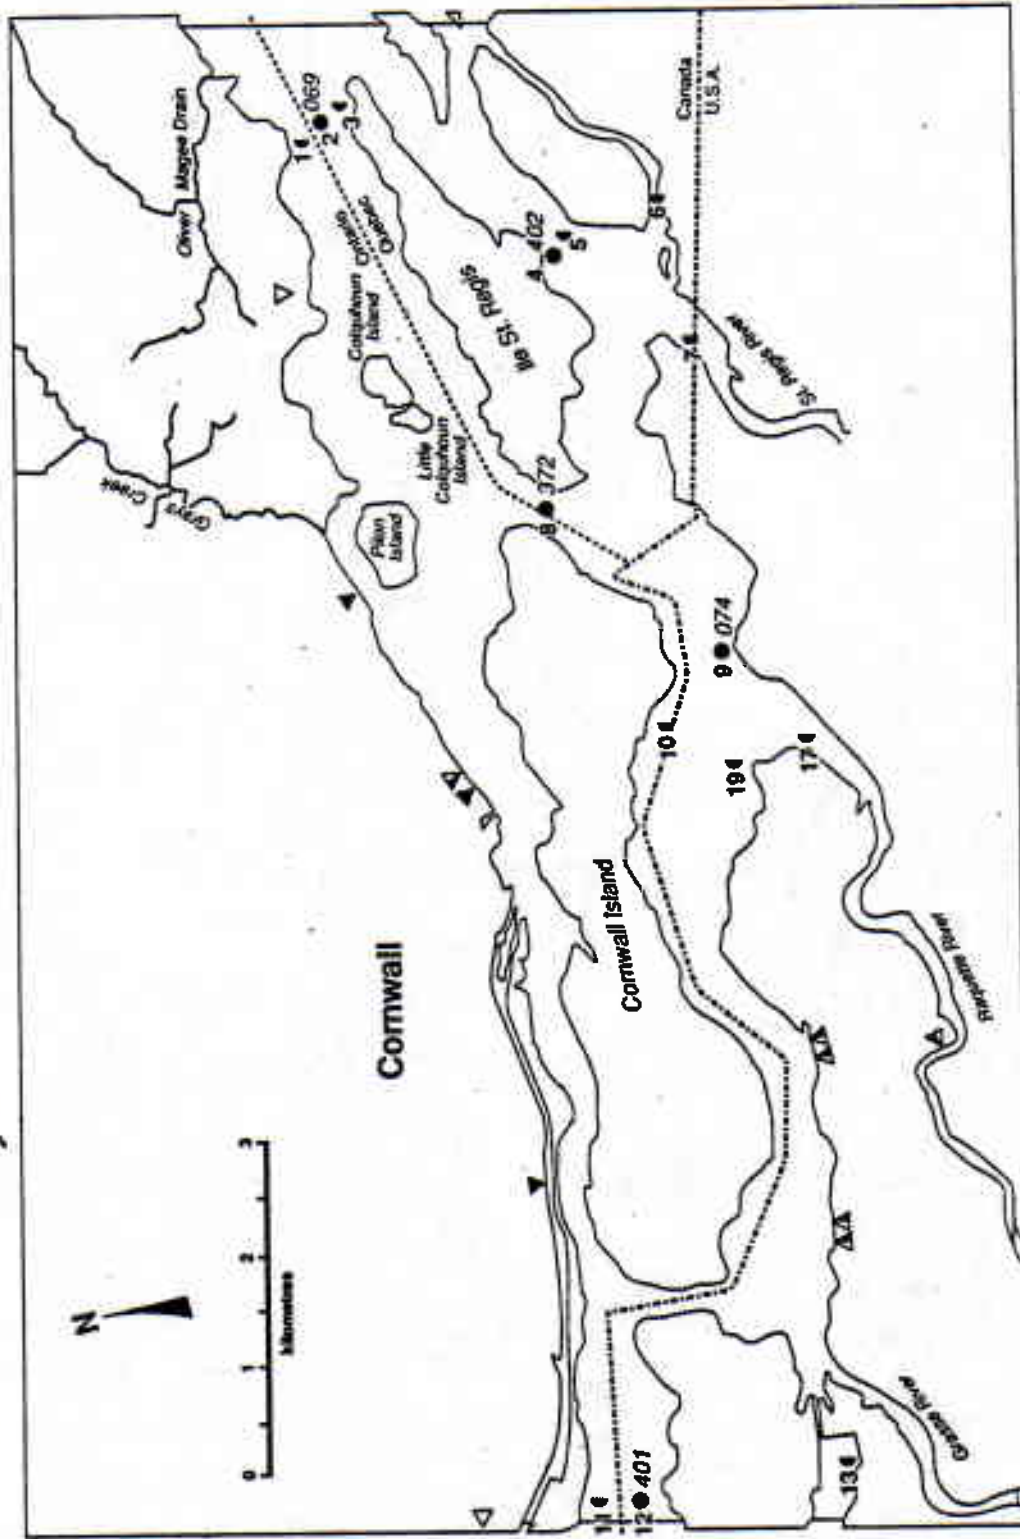 N
0 1 2 3
kilometres
Cornwall
Grays
Creek
Oliver Magee Drain
Pilon
Island
Colquhoun
Island
Little
Colquhoun
Island
Ontario
Quebec
Ile St. Regis
Cornwall Island
Canada
U.S.A.
St. Regis River
Raquette River
Grasse River
1
2 069
3
4 402
5
6
7
8 372
9 074
10
11
12 401
13
17
19